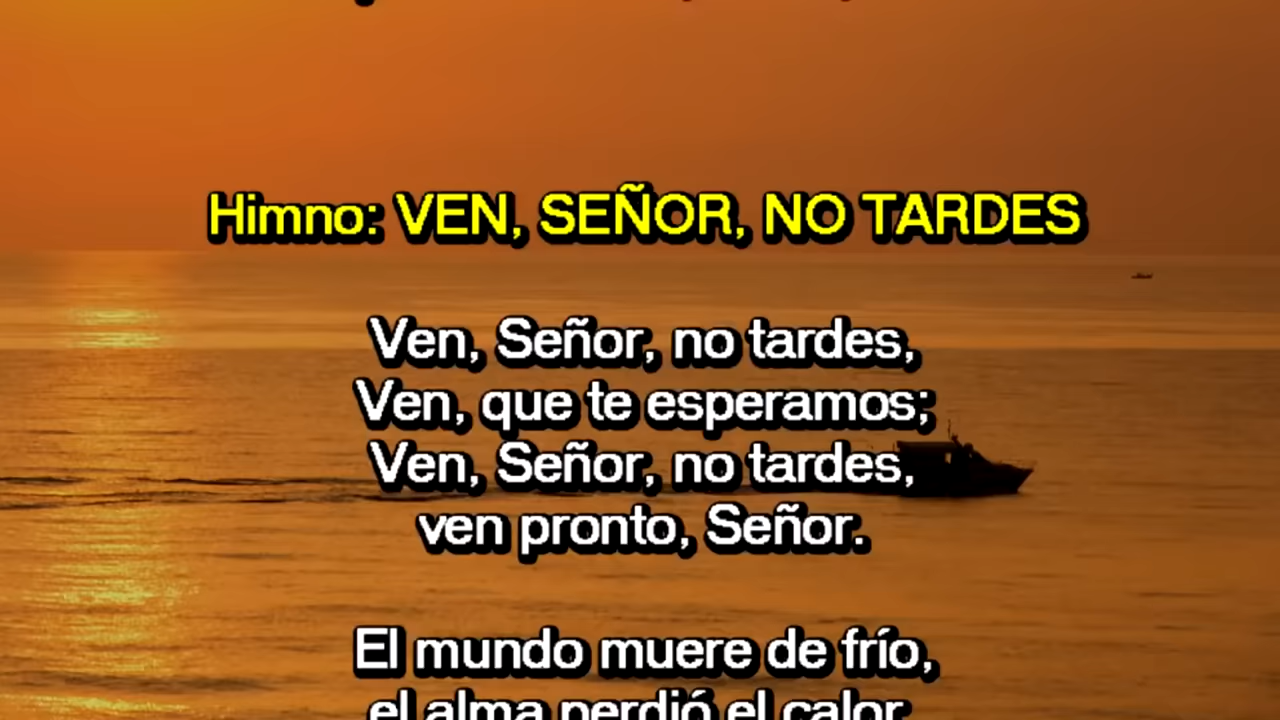 Himno: VEN, SEÑOR, NO TARDES
Ven, Señor, no tardes,
Ven, que te esperamos;
Ven, Señor, no tardes,
ven pronto, Señor.
El mundo muere de frío,
el alma perdió el calor,